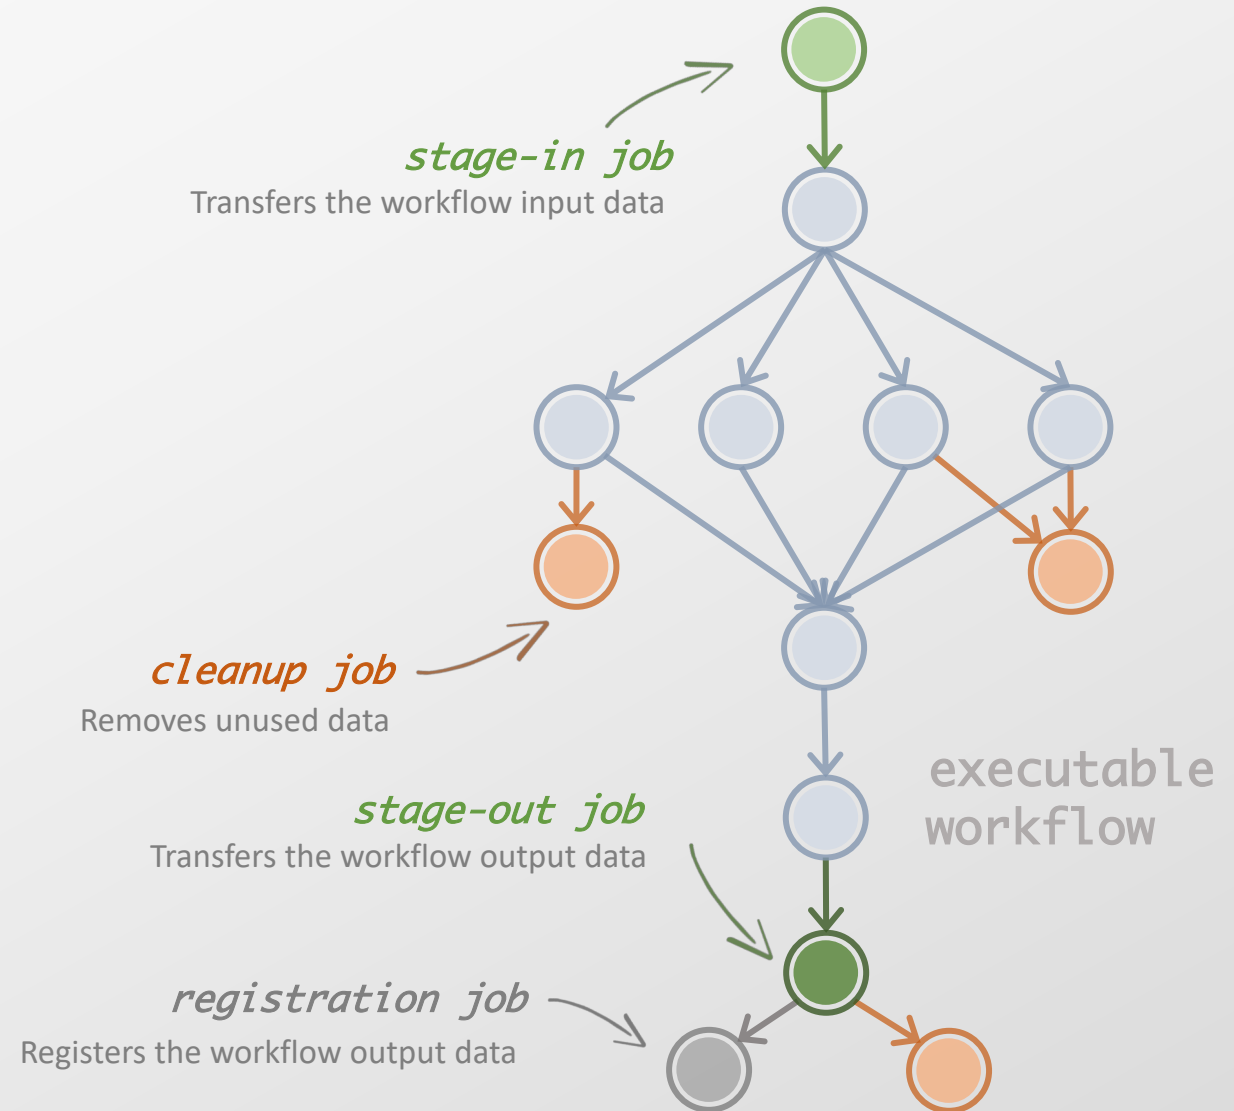 stage-in job
Transfers the workflow input data
cleanup job
Removes unused data
executable
workflow
stage-out job
Transfers the workflow output data
registration job
Registers the workflow output data